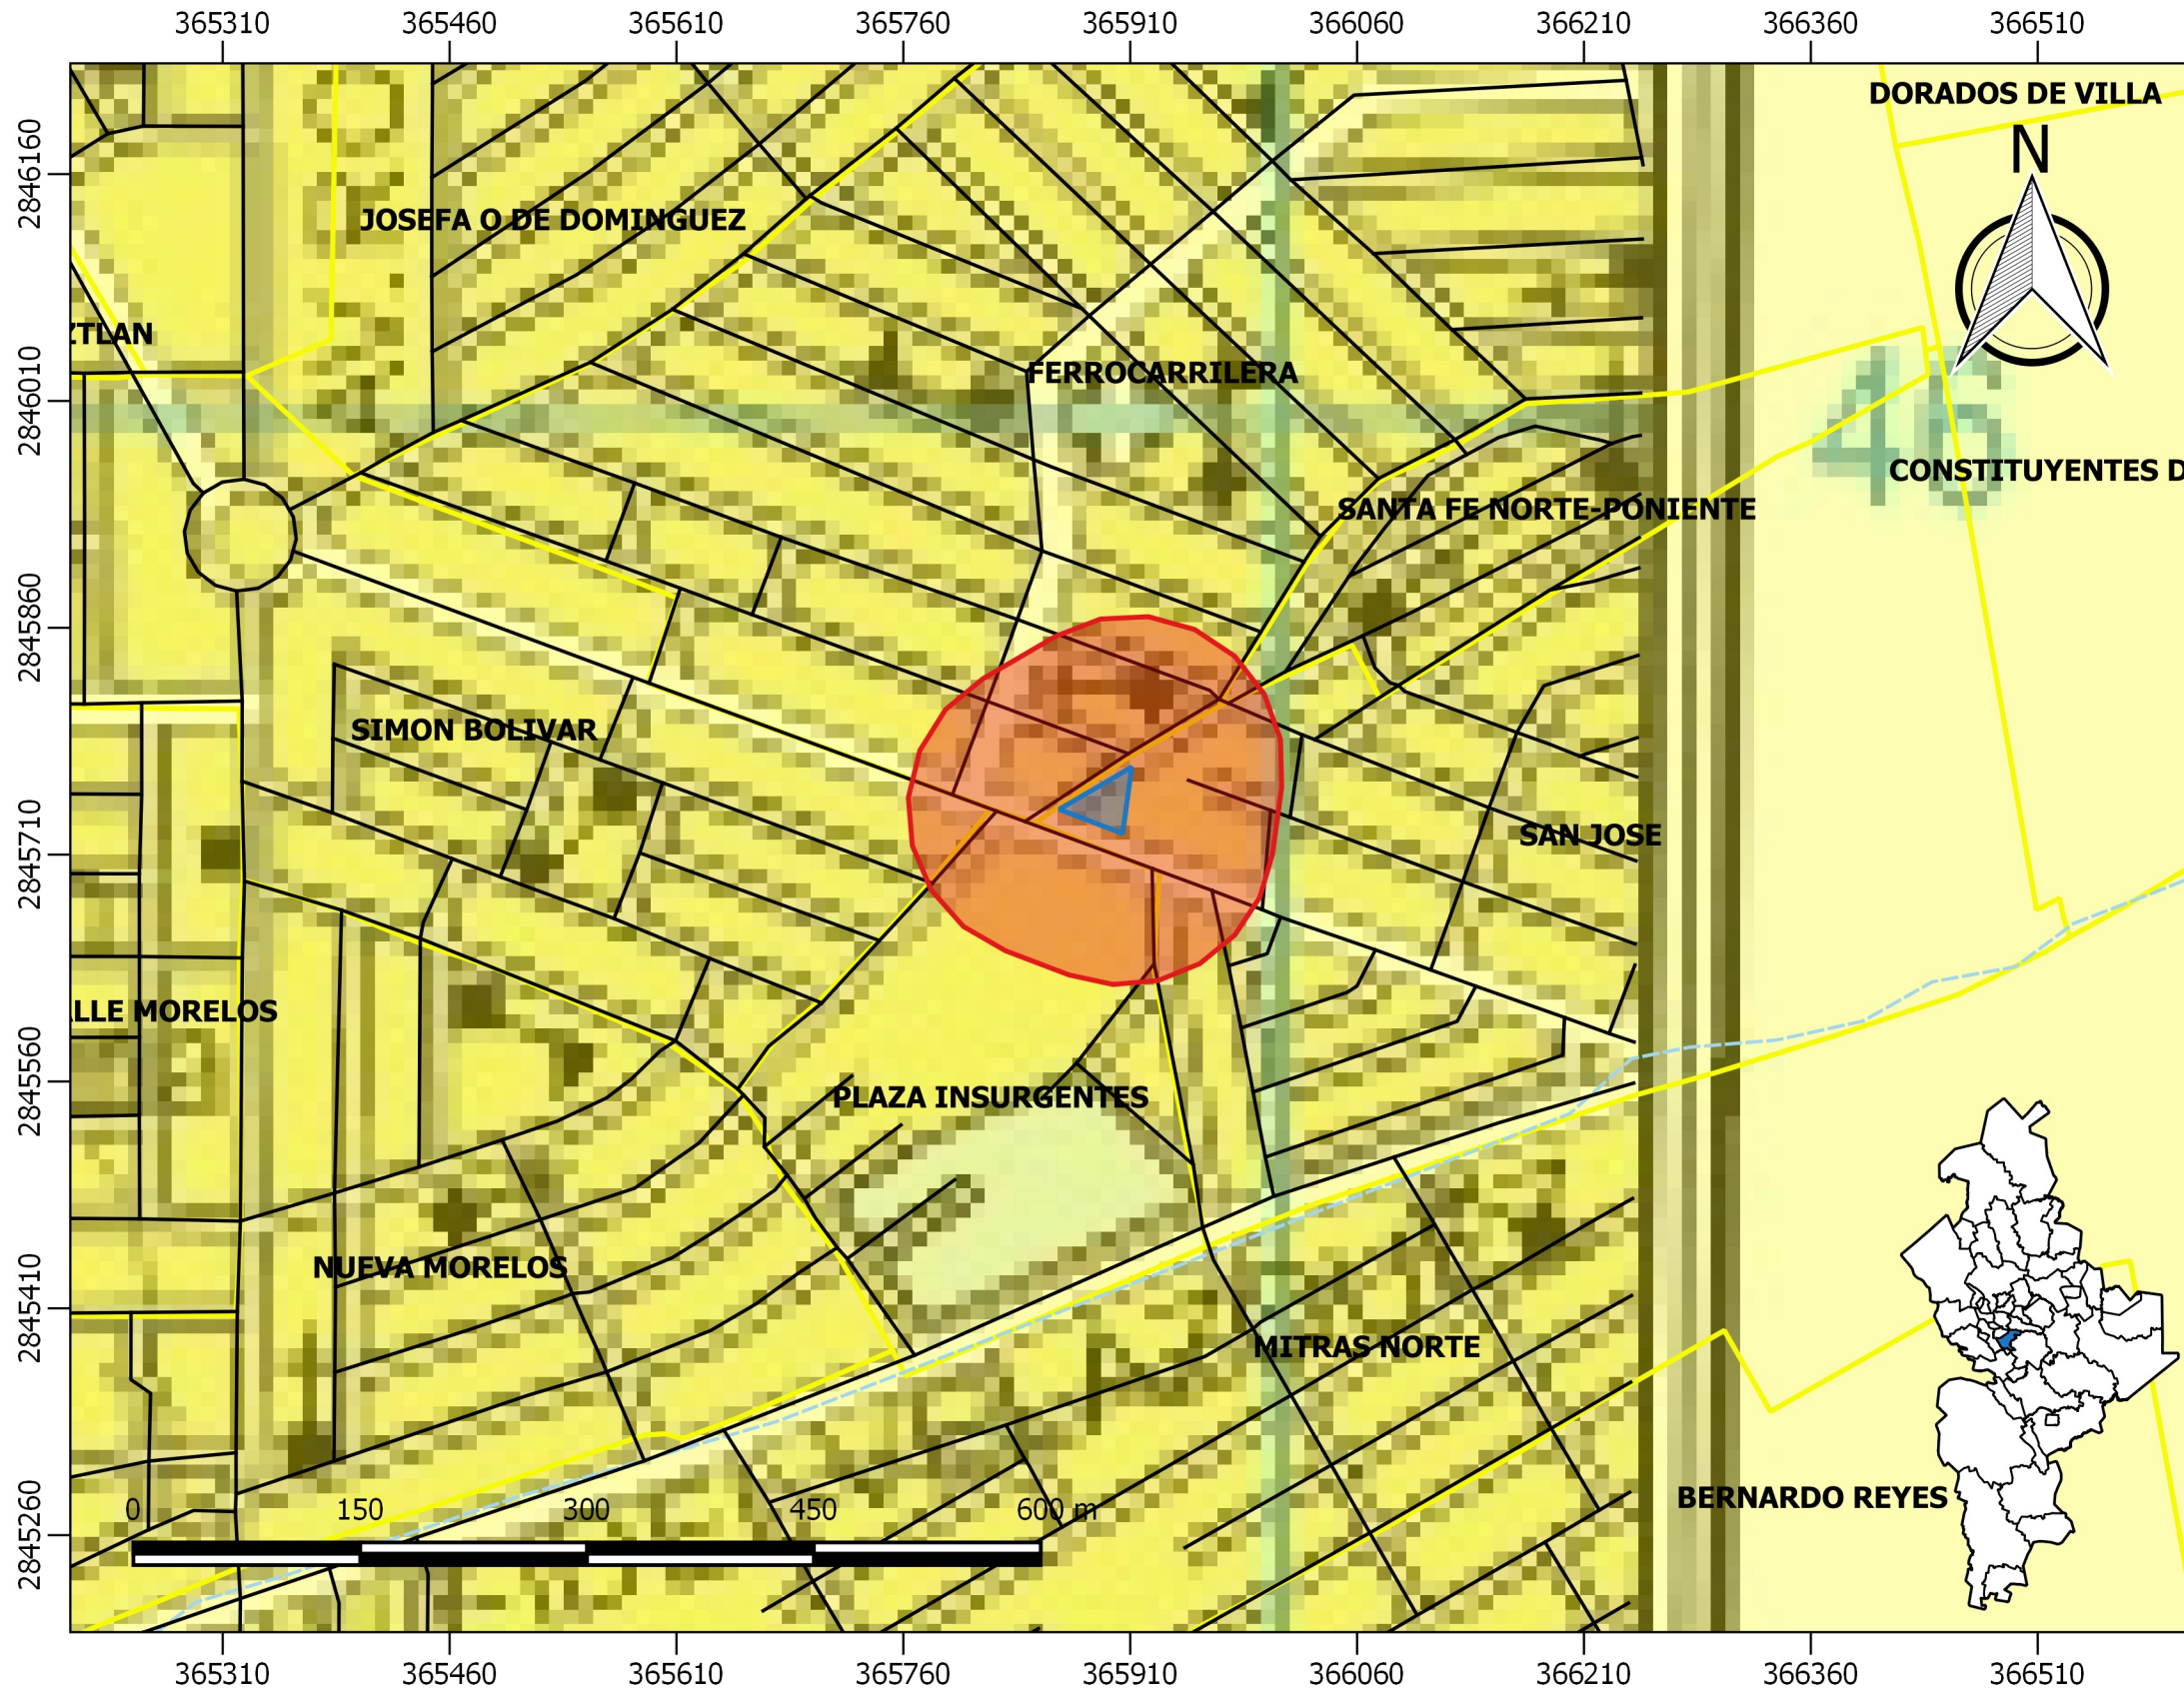 365310 365460 365610 365760 365910 366060 366210 366360 366510
DORADOS DE VILLA
N
2846160
JOSEFA O DE DOMINGUEZ
ZTLAN
FERROCARRILERA
2846010
46
CONSTITUYENTES D
SANTA FE NORTE-PONIENTE
2845860
SIMON BOLIVAR
2845710
SAN JOSE
ALLE MORELOS
2845560
PLAZA INSURGENTES
NUEVA MORELOS
2845410
MITRAS NORTE
BERNARDO REYES
2845260
0 150 300 450 600 m
365310 365460 365610 365760 365910 366060 366210 366360 366510